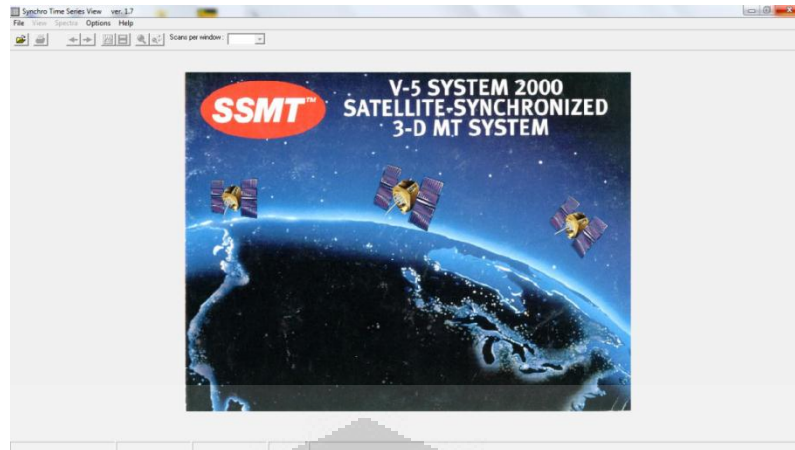 Synchro Time Series View ver. 1.7
File View Spectra Options Help
Scans per window:
SSMT™
V-5 SYSTEM 2000
SATELLITE-SYNCHRONIZED
3-D MT SYSTEM